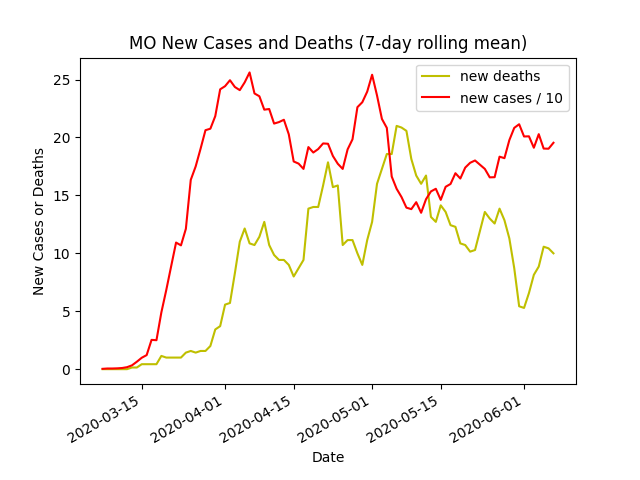 MO New Cases and Deaths (7-day rolling mean)
new deaths
new cases / 10
New Cases or Deaths
25
20
15
10
5
0
2020-03-15
2020-04-01
2020-04-15
2020-05-01
2020-05-15
2020-06-01
Date